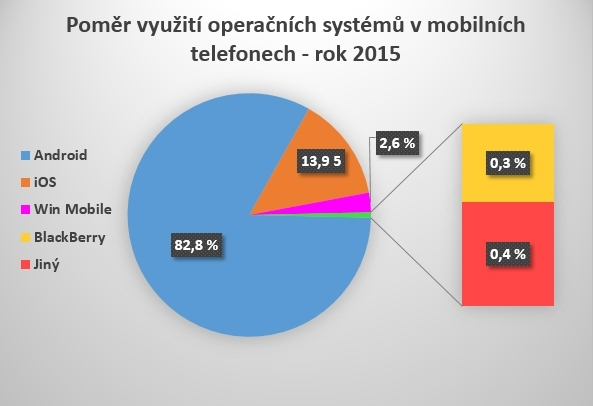 Poměr využití operačních systémů v mobilních
telefonech - rok 2015
Android
iOS
Win Mobile
BlackBerry
Jiný
82,8 %
13,9 5
2,6 %
0,3 %
0,4 %